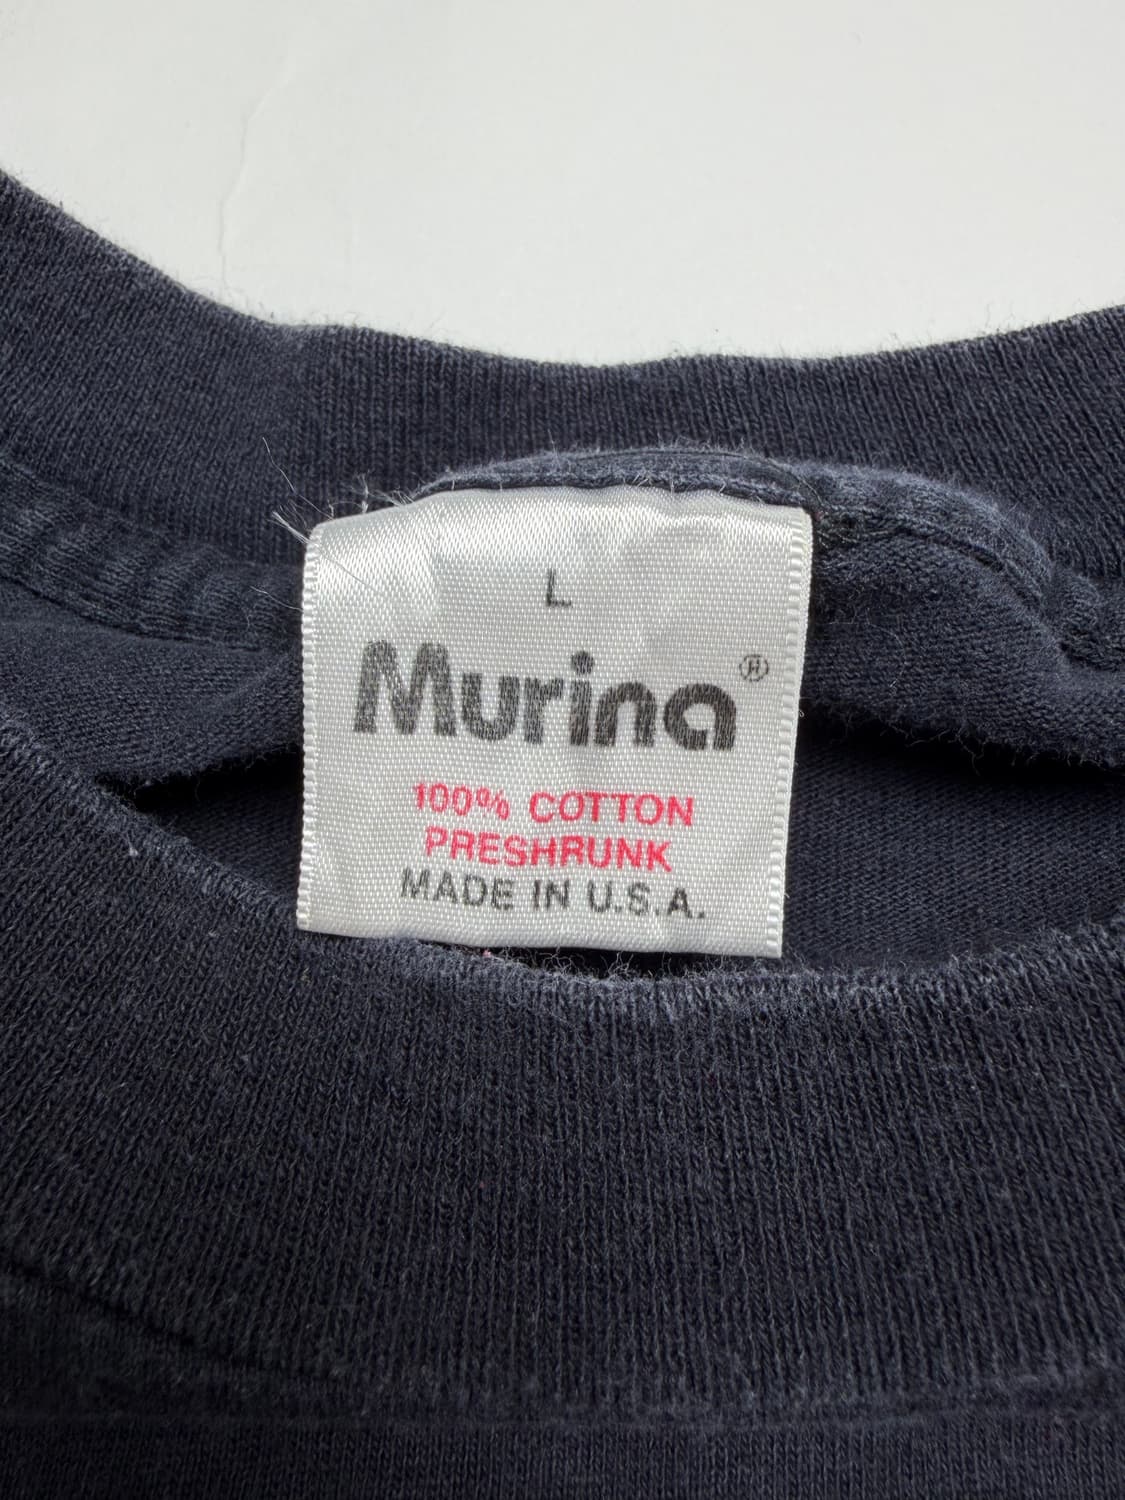 L
Murina®
100% COTTON
PRESHRUNK
MADE IN U.S.A.